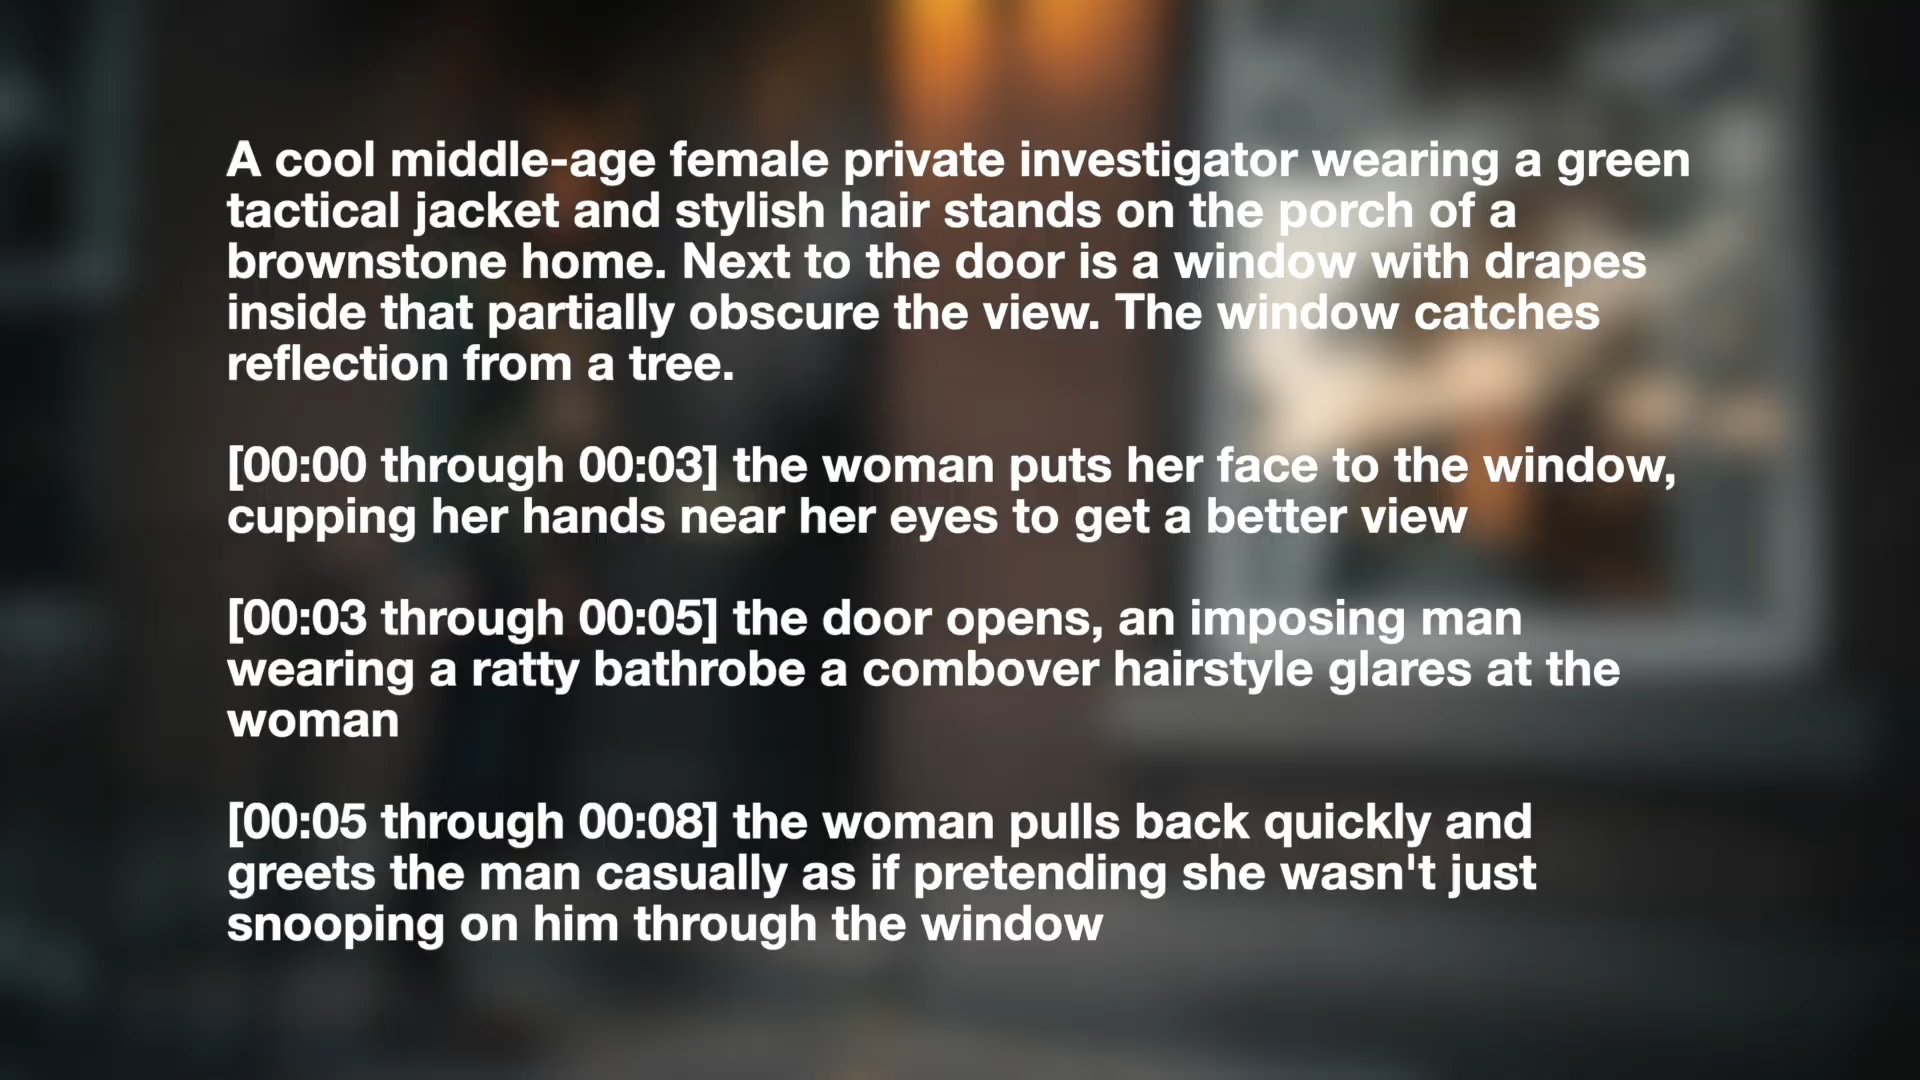 A cool middle-age female private investigator wearing a green
tactical jacket and stylish hair stands on the porch of a
brownstone home. Next to the door is a window with drapes
inside that partially obscure the view. The window catches
reflection from a tree.
[00:00 through 00:03] the woman puts her face to the window,
cupping her hands near her eyes to get a better view
[00:03 through 00:05] the door opens, an imposing man
wearing a ratty bathrobe a combover hairstyle glares at the
woman
[00:05 through 00:08] the woman pulls back quickly and
greets the man casually as if pretending she wasn't just
snooping on him through the window